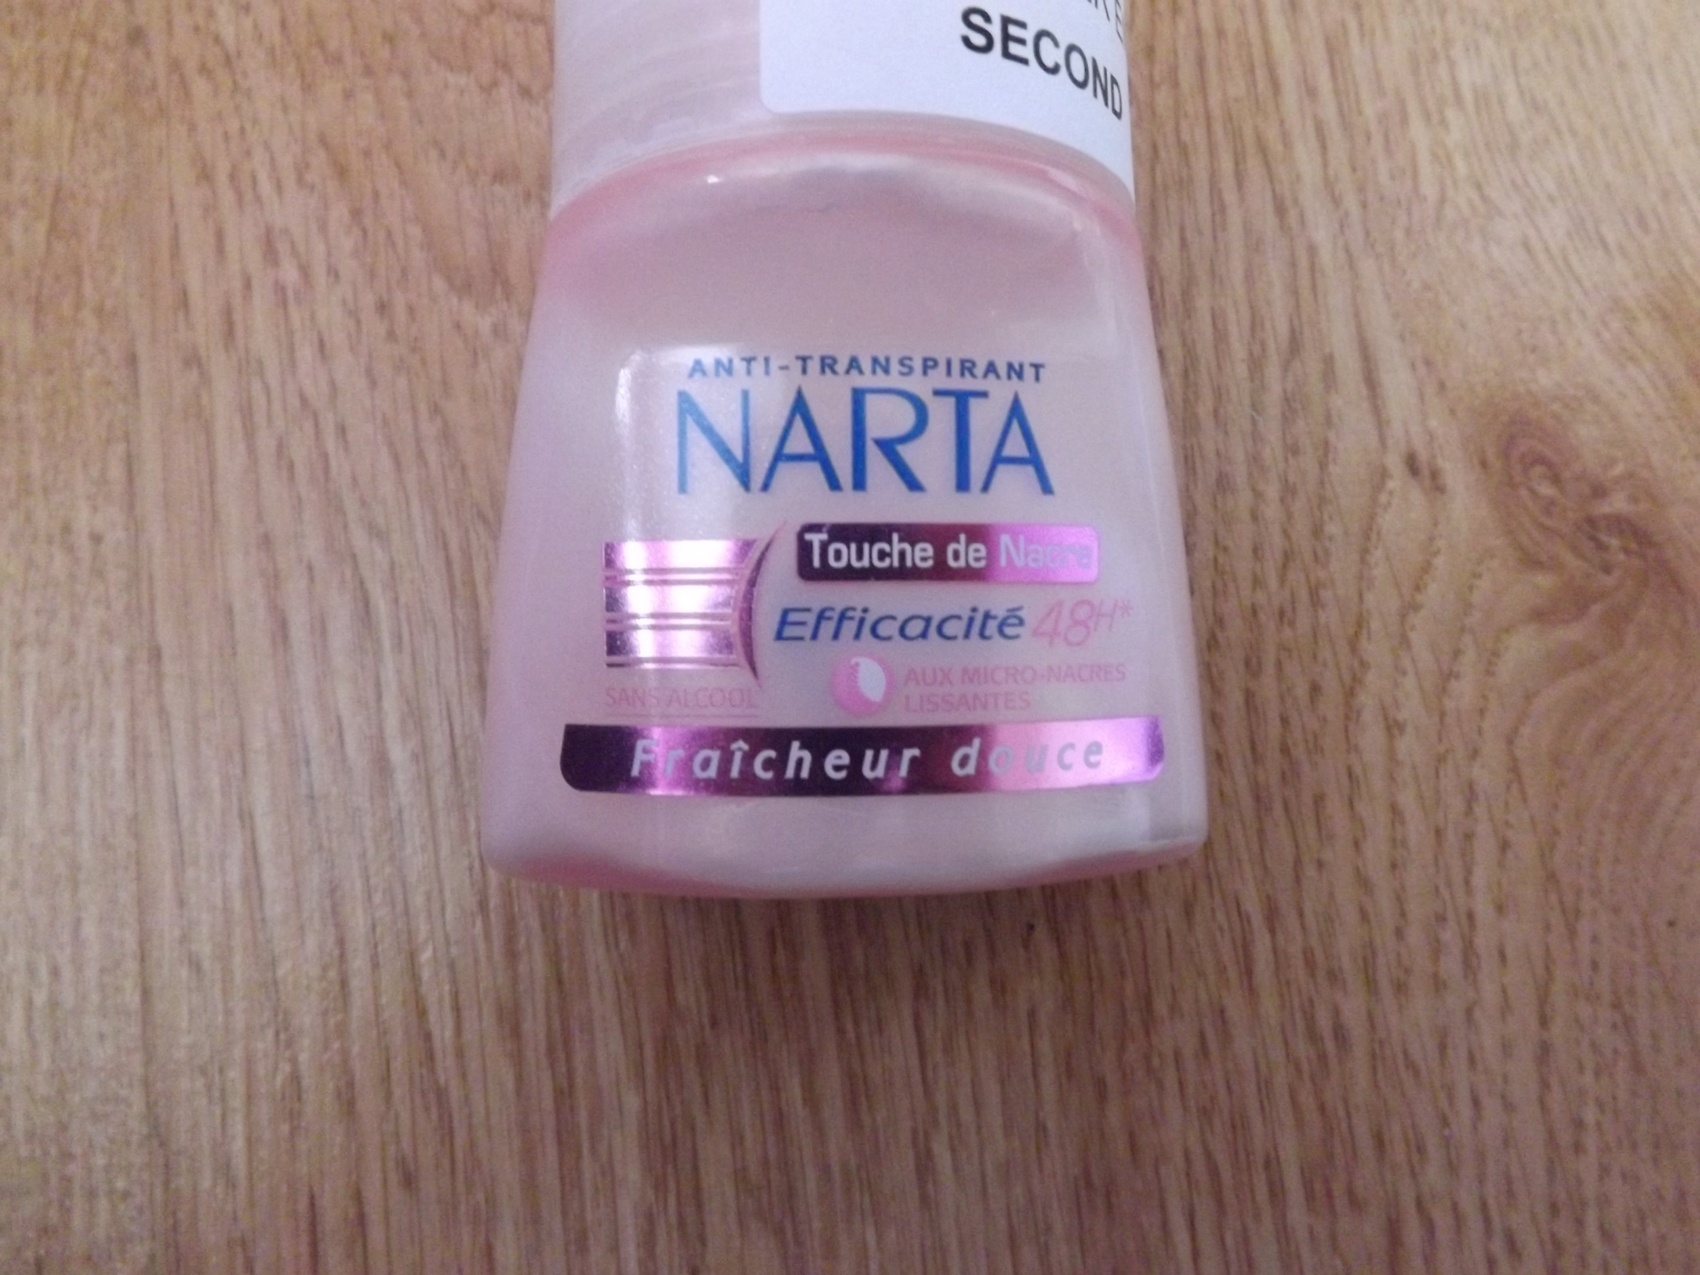 SECOND
ANTI-TRANSPIRANT
NARTA
Touche de Nacre
Efficacité 48H*
SANS ALCOOL
AUX MICRO-NACRES
LISSANTES
Fraîcheur douce